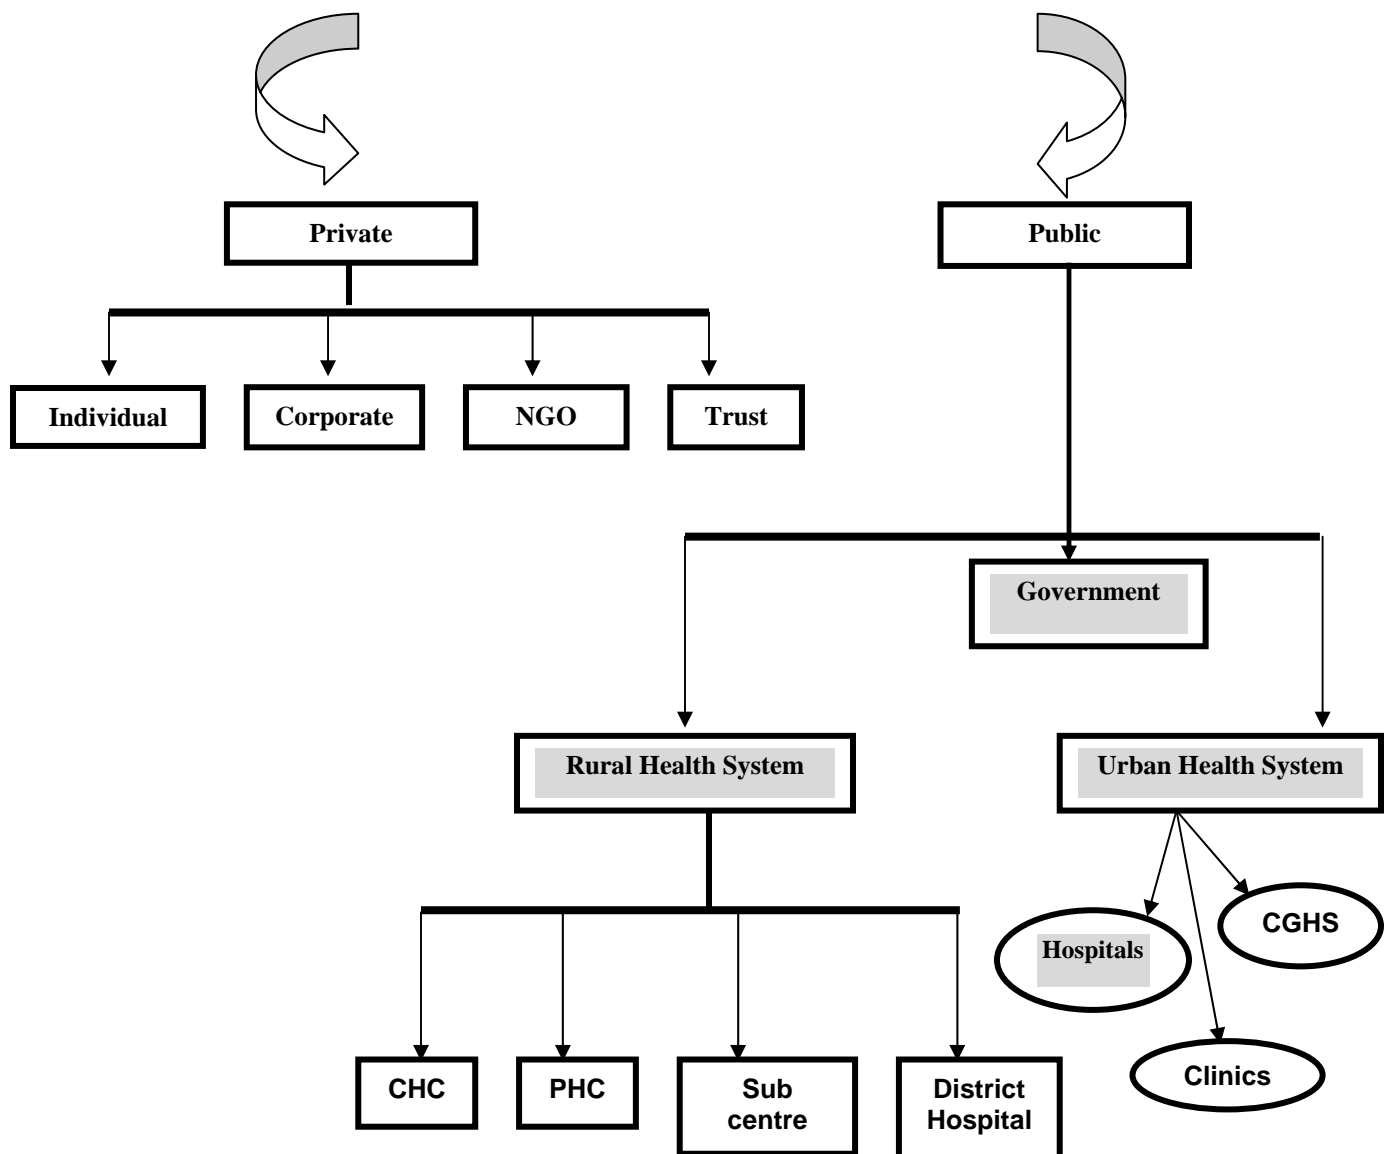 Private
Public
Individual
Corporate
NGO
Trust
Government
Rural Health System
Urban Health System
Hospitals
CGHS
Clinics
CHC
PHC
Sub
centre
District
Hospital